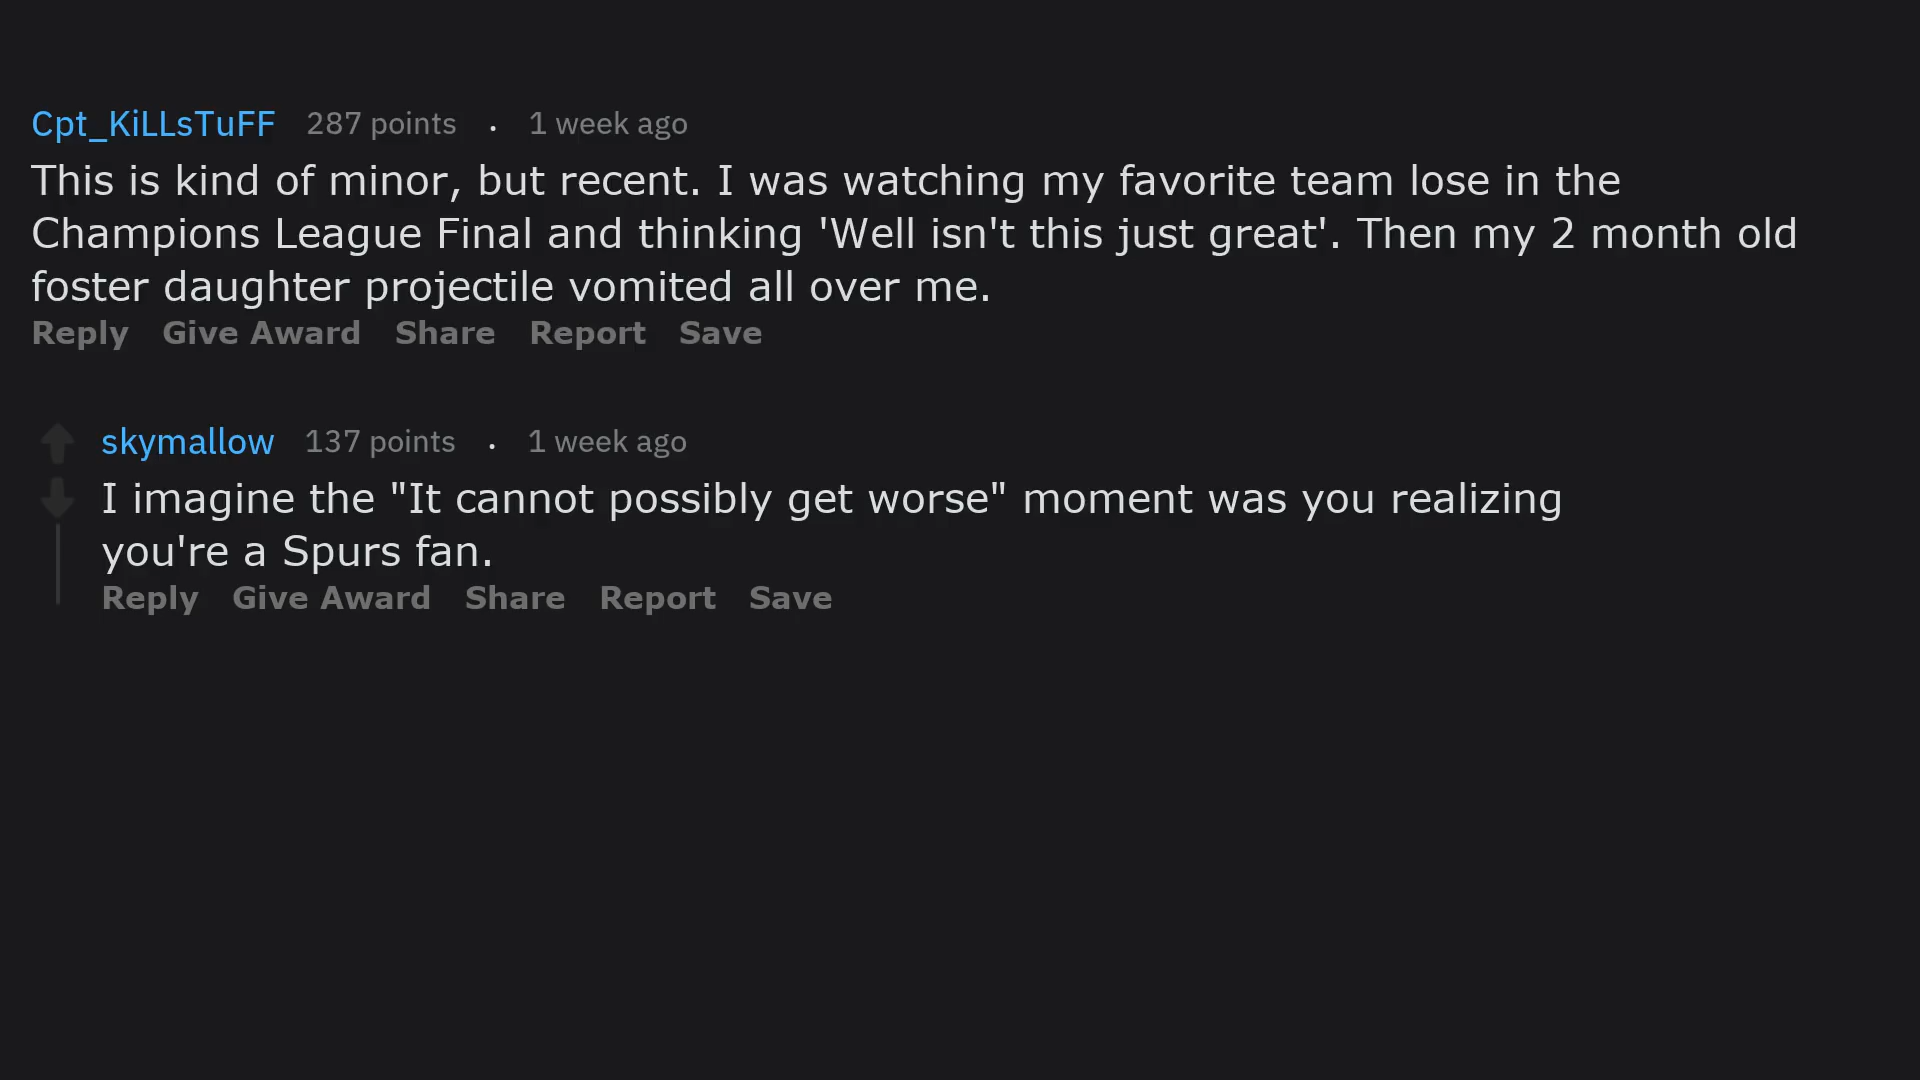 Cpt_KiLLsTuFF 287 points . 1 week ago
This is kind of minor, but recent. I was watching my favorite team lose in the
Champions League Final and thinking 'Well isn't this just great'. Then my 2 month old
foster daughter projectile vomited all over me.
Reply Give Award Share Report Save
skymallow 137 points . 1 week ago
I imagine the "It cannot possibly get worse" moment was you realizing
you're a Spurs fan.
Reply Give Award Share Report Save